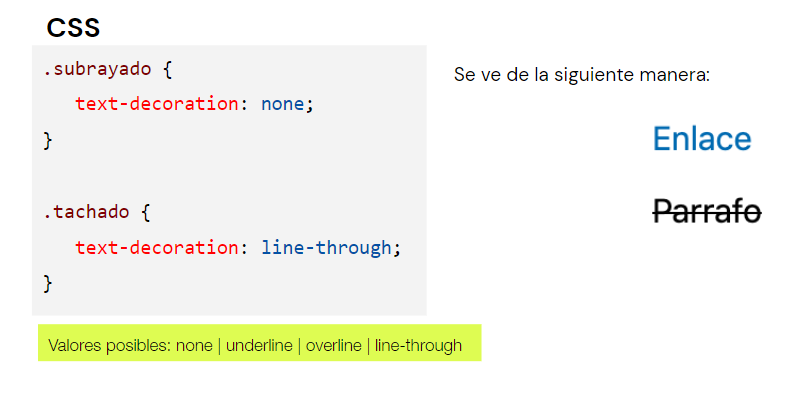 CSS
.subrayado {
text-decoration: none;
}
.tachado {
text-decoration: line-through;
}
Valores posibles: none | underline | overline | line-through
Se ve de la siguiente manera:
Enlace
Parrafo